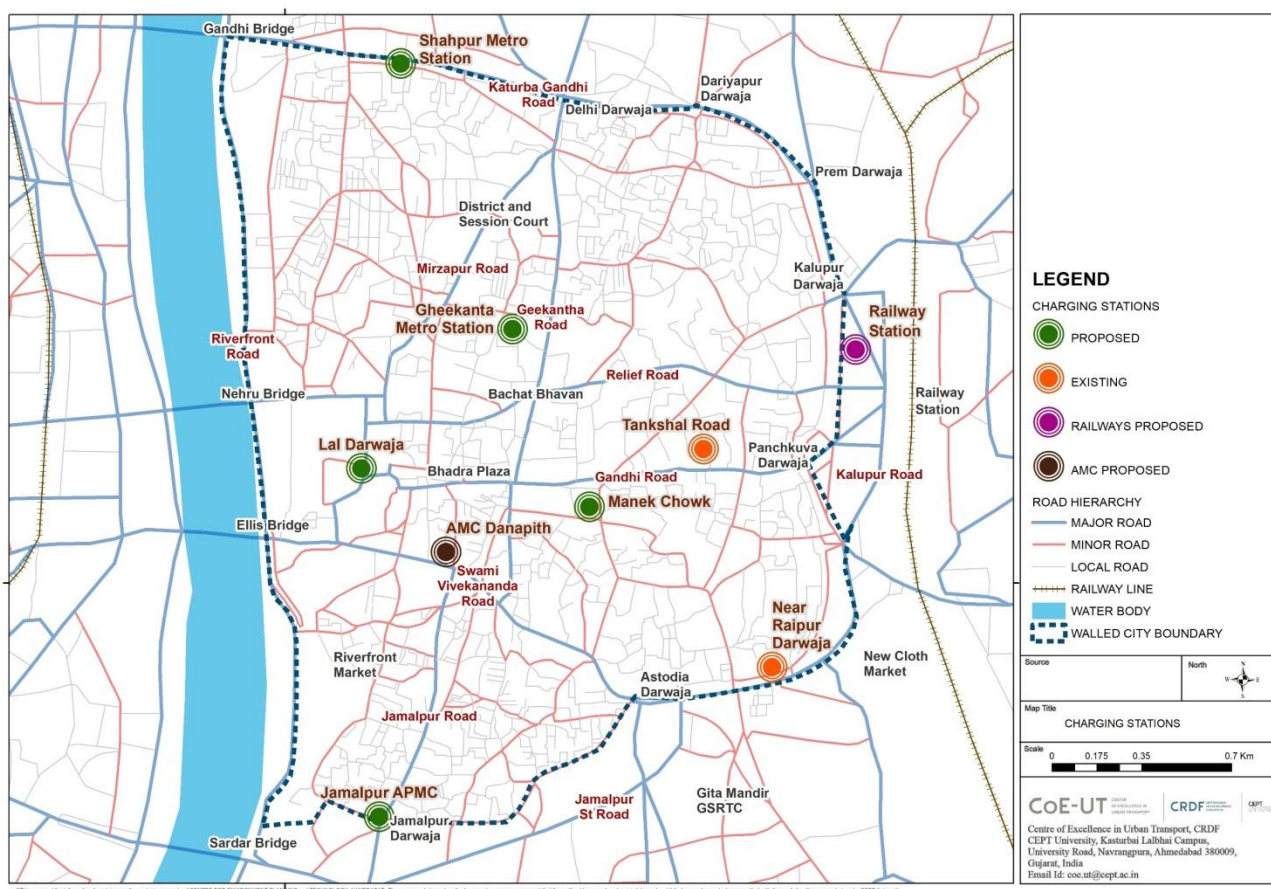 Gandhi Bridge
Shahpur Metro
Station
Katurba Gandhi
Road
Delhi Darwaja
Dariyapur
Darwaja
Prem Darwaja
District and
Session Court
Mirzapur Road
Kalupur
Darwaja
Gheekanta
Metro Station
Geekantha
Road
Railway
Station
Riverfront
Road
Relief Road
Nehru Bridge
Bachat Bhavan
Railway
Station
Lal Darwaja
Tankshal Road
Panchkuva
Darwaja
Bhadra Plaza
Gandhi Road
Kalupur Road
Manek Chowk
Ellis Bridge
AMC Danapith
Swami
Vivekananda
Road
Near
Raipur
Darwaja
Riverfront
Market
New Cloth
Market
Astodia
Darwaja
Jamalpur Road
Jamalpur APMC
Jamalpur
Darwaja
Jamalpur
St Road
Gita Mandir
GSRTC
Sardar Bridge
LEGEND
CHARGING STATIONS
PROPOSED
EXISTING
RAILWAYS PROPOSED
AMC PROPOSED
ROAD HIERARCHY
MAJOR ROAD
MINOR ROAD
LOCAL ROAD
RAILWAY LINE
WATER BODY
WALLED CITY BOUNDARY
Source
North
N
W E
S
Map Title
CHARGING STATIONS
Scale
0 0.175 0.35 0.7 Km
CoE-UT
CENTER
OF EXCELLENCE IN
URBAN TRANSPORT
CRDF
CEPT
Centre of Excellence in Urban Transport, CRDF
CEPT University, Kasturbai Lalbhai Campus,
University Road, Navrangpura, Ahmedabad 380009,
Gujarat, India
Email Id: coe.ut@cept.ac.in